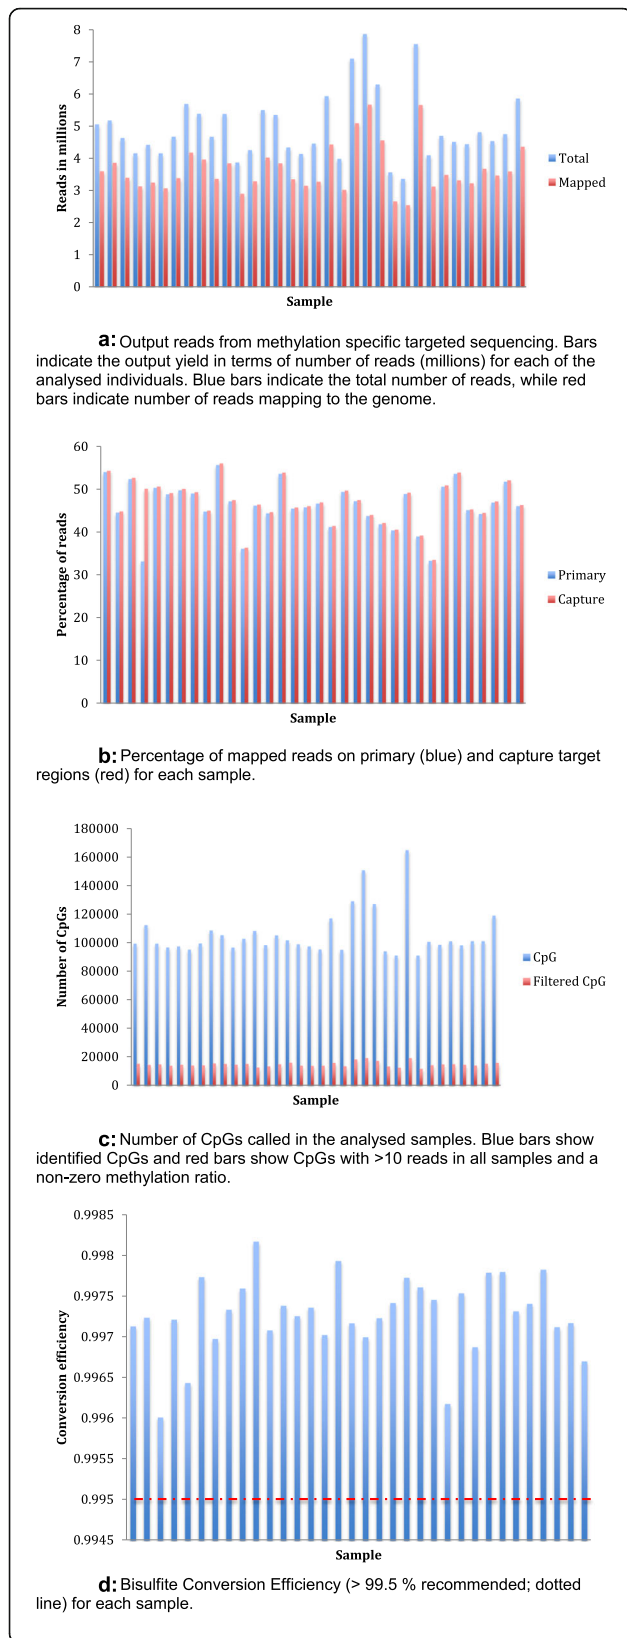 8
7
6
5
4
3
2
1
0
Reads in millions
Total
Mapped
Sample
a: Output reads from methylation specific targeted sequencing. Bars
indicate the output yield in terms of number of reads (millions) for each of the
analysed individuals. Blue bars indicate the total number of reads, while red
bars indicate number of reads mapping to the genome.
60
50
40
30
20
10
0
Percentage of reads
Primary
Capture
Sample
b: Percentage of mapped reads on primary (blue) and capture target
regions (red) for each sample.
180000
160000
140000
120000
100000
80000
60000
40000
20000
0
Number of CpGs
CpG
Filtered CpG
Sample
c: Number of CpGs called in the analysed samples. Blue bars show
identified CpGs and red bars show CpGs with >10 reads in all samples and a
non-zero methylation ratio.
0.9985
0.998
0.9975
0.997
0.9965
0.996
0.9955
0.995
0.9945
Conversion efficiency
Sample
d: Bisulfite Conversion Efficiency (> 99.5 % recommended; dotted
line) for each sample.